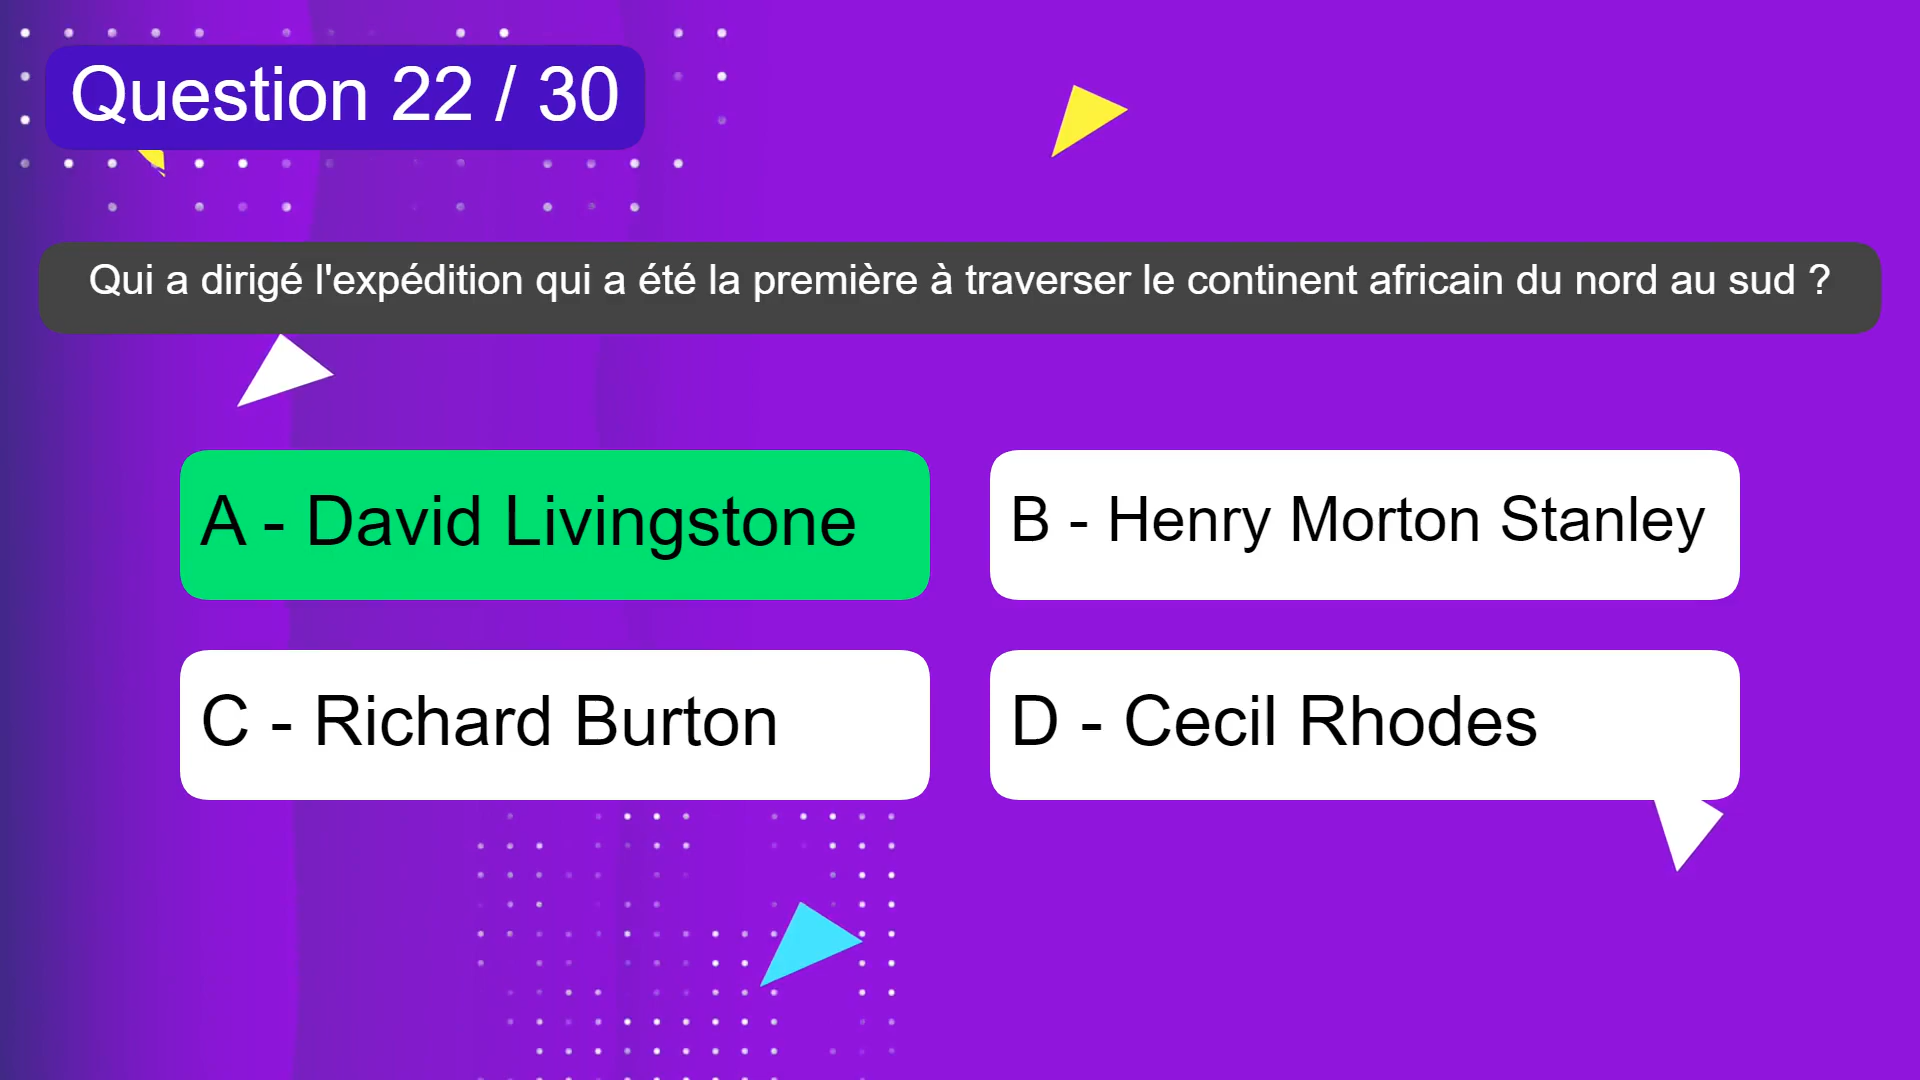 Question 22 / 30
Qui a dirigé l'expédition qui a été la première à traverser le continent africain du nord au sud ?
A - David Livingstone
B - Henry Morton Stanley
C - Richard Burton
D - Cecil Rhodes